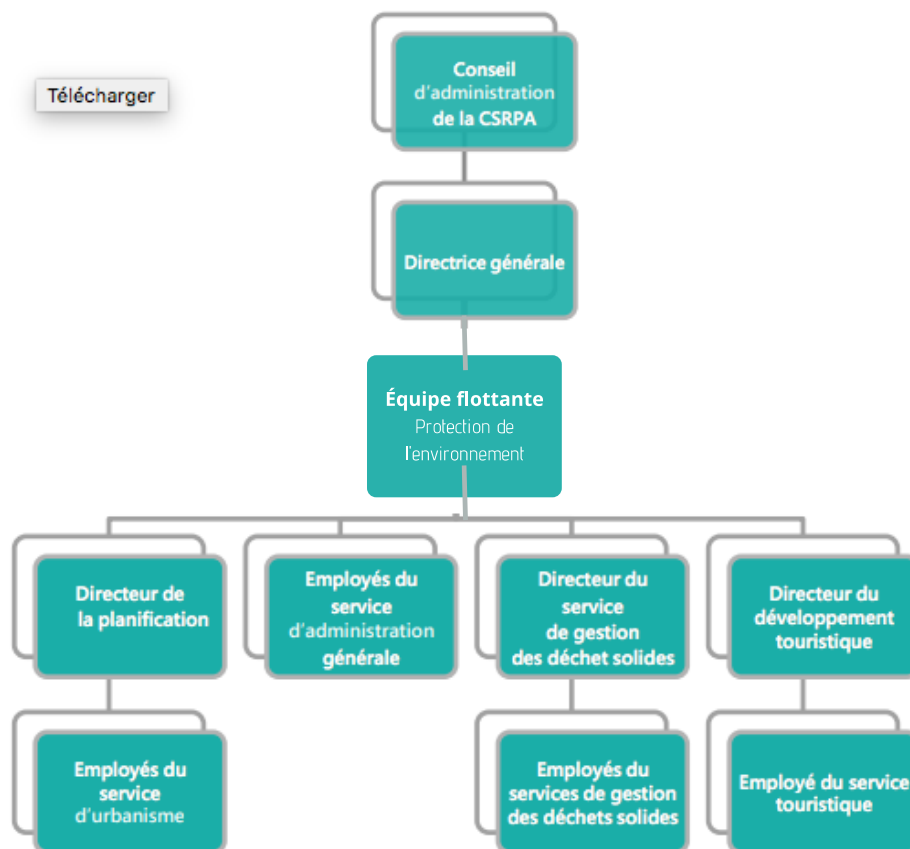 Télécharger
Conseil
d'administration
de la CSRPA
Directrice générale
Équipe flottante
Protection de
l'environnement
Directeur de
la planification
Employés du
service
d'administration
générale
Directeur du
service
de gestion
des déchet solides
Directeur du
développement
touristique
Employés du
service
d'urbanisme
Employés du
services de gestion
des déchets solides
Employé du service
touristique